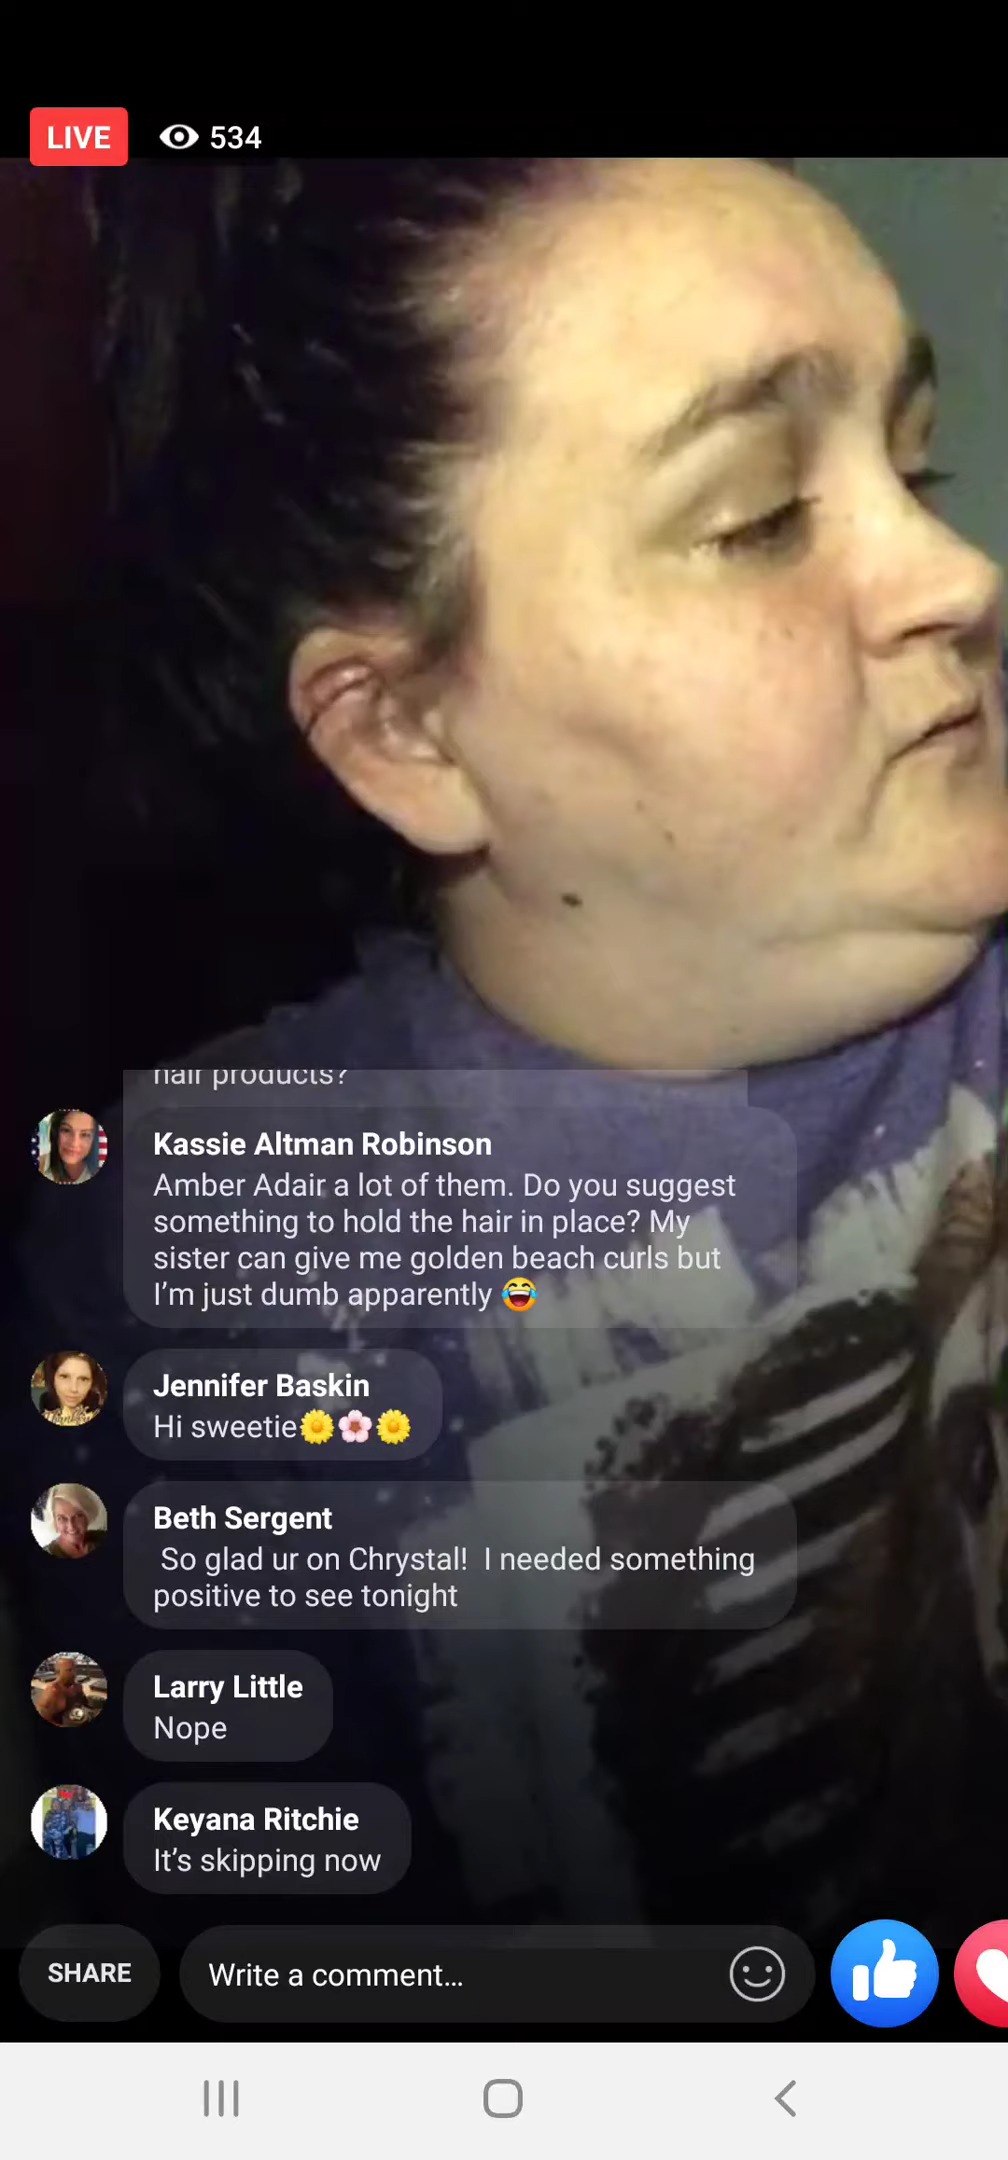 LIVE 534
hair products?
Kassie Altman Robinson
Amber Adair a lot of them. Do you suggest
something to hold the hair in place? My
sister can give me golden beach curls but
I'm just dumb apparently 😂
Jennifer Baskin
Hi sweetie🌼🌸🌼
Beth Sergent
So glad ur on Chrystal! I needed something
positive to see tonight
Larry Little
Nope
Keyana Ritchie
It's skipping now
SHARE Write a comment...